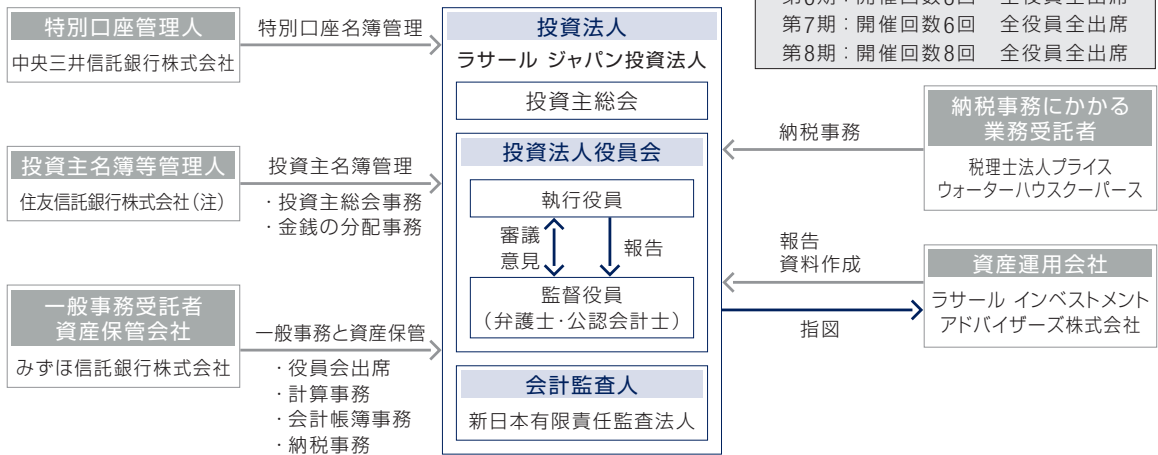 特別口座管理人
中央三井信託銀行株式会社
特別口座名簿管理
投資主名簿等管理人
住友信託銀行株式会社(注)
投資主名簿管理
・投資主総会事務
・金銭の分配事務
一般事務受託者
資産保管会社
みずほ信託銀行株式会社
一般事務と資産保管
・役員会出席
・計算事務
・会計帳簿事務
・納税事務
投資法人
ラサール ジャパン投資法人
投資主総会
投資法人役員会
執行役員
審議
意見
報告
監督役員
(弁護士・公認会計士)
会計監査人
新日本有限責任監査法人
第6期：開催回数6回 全役員全出席
第7期：開催回数6回 全役員全出席
第8期：開催回数8回 全役員全出席
納税事務
納税事務にかかる
業務受託者
税理士法人プライス
ウォーターハウスクーパース
報告
資料作成
指図
資産運用会社
ラサール インベストメント
アドバイザーズ株式会社